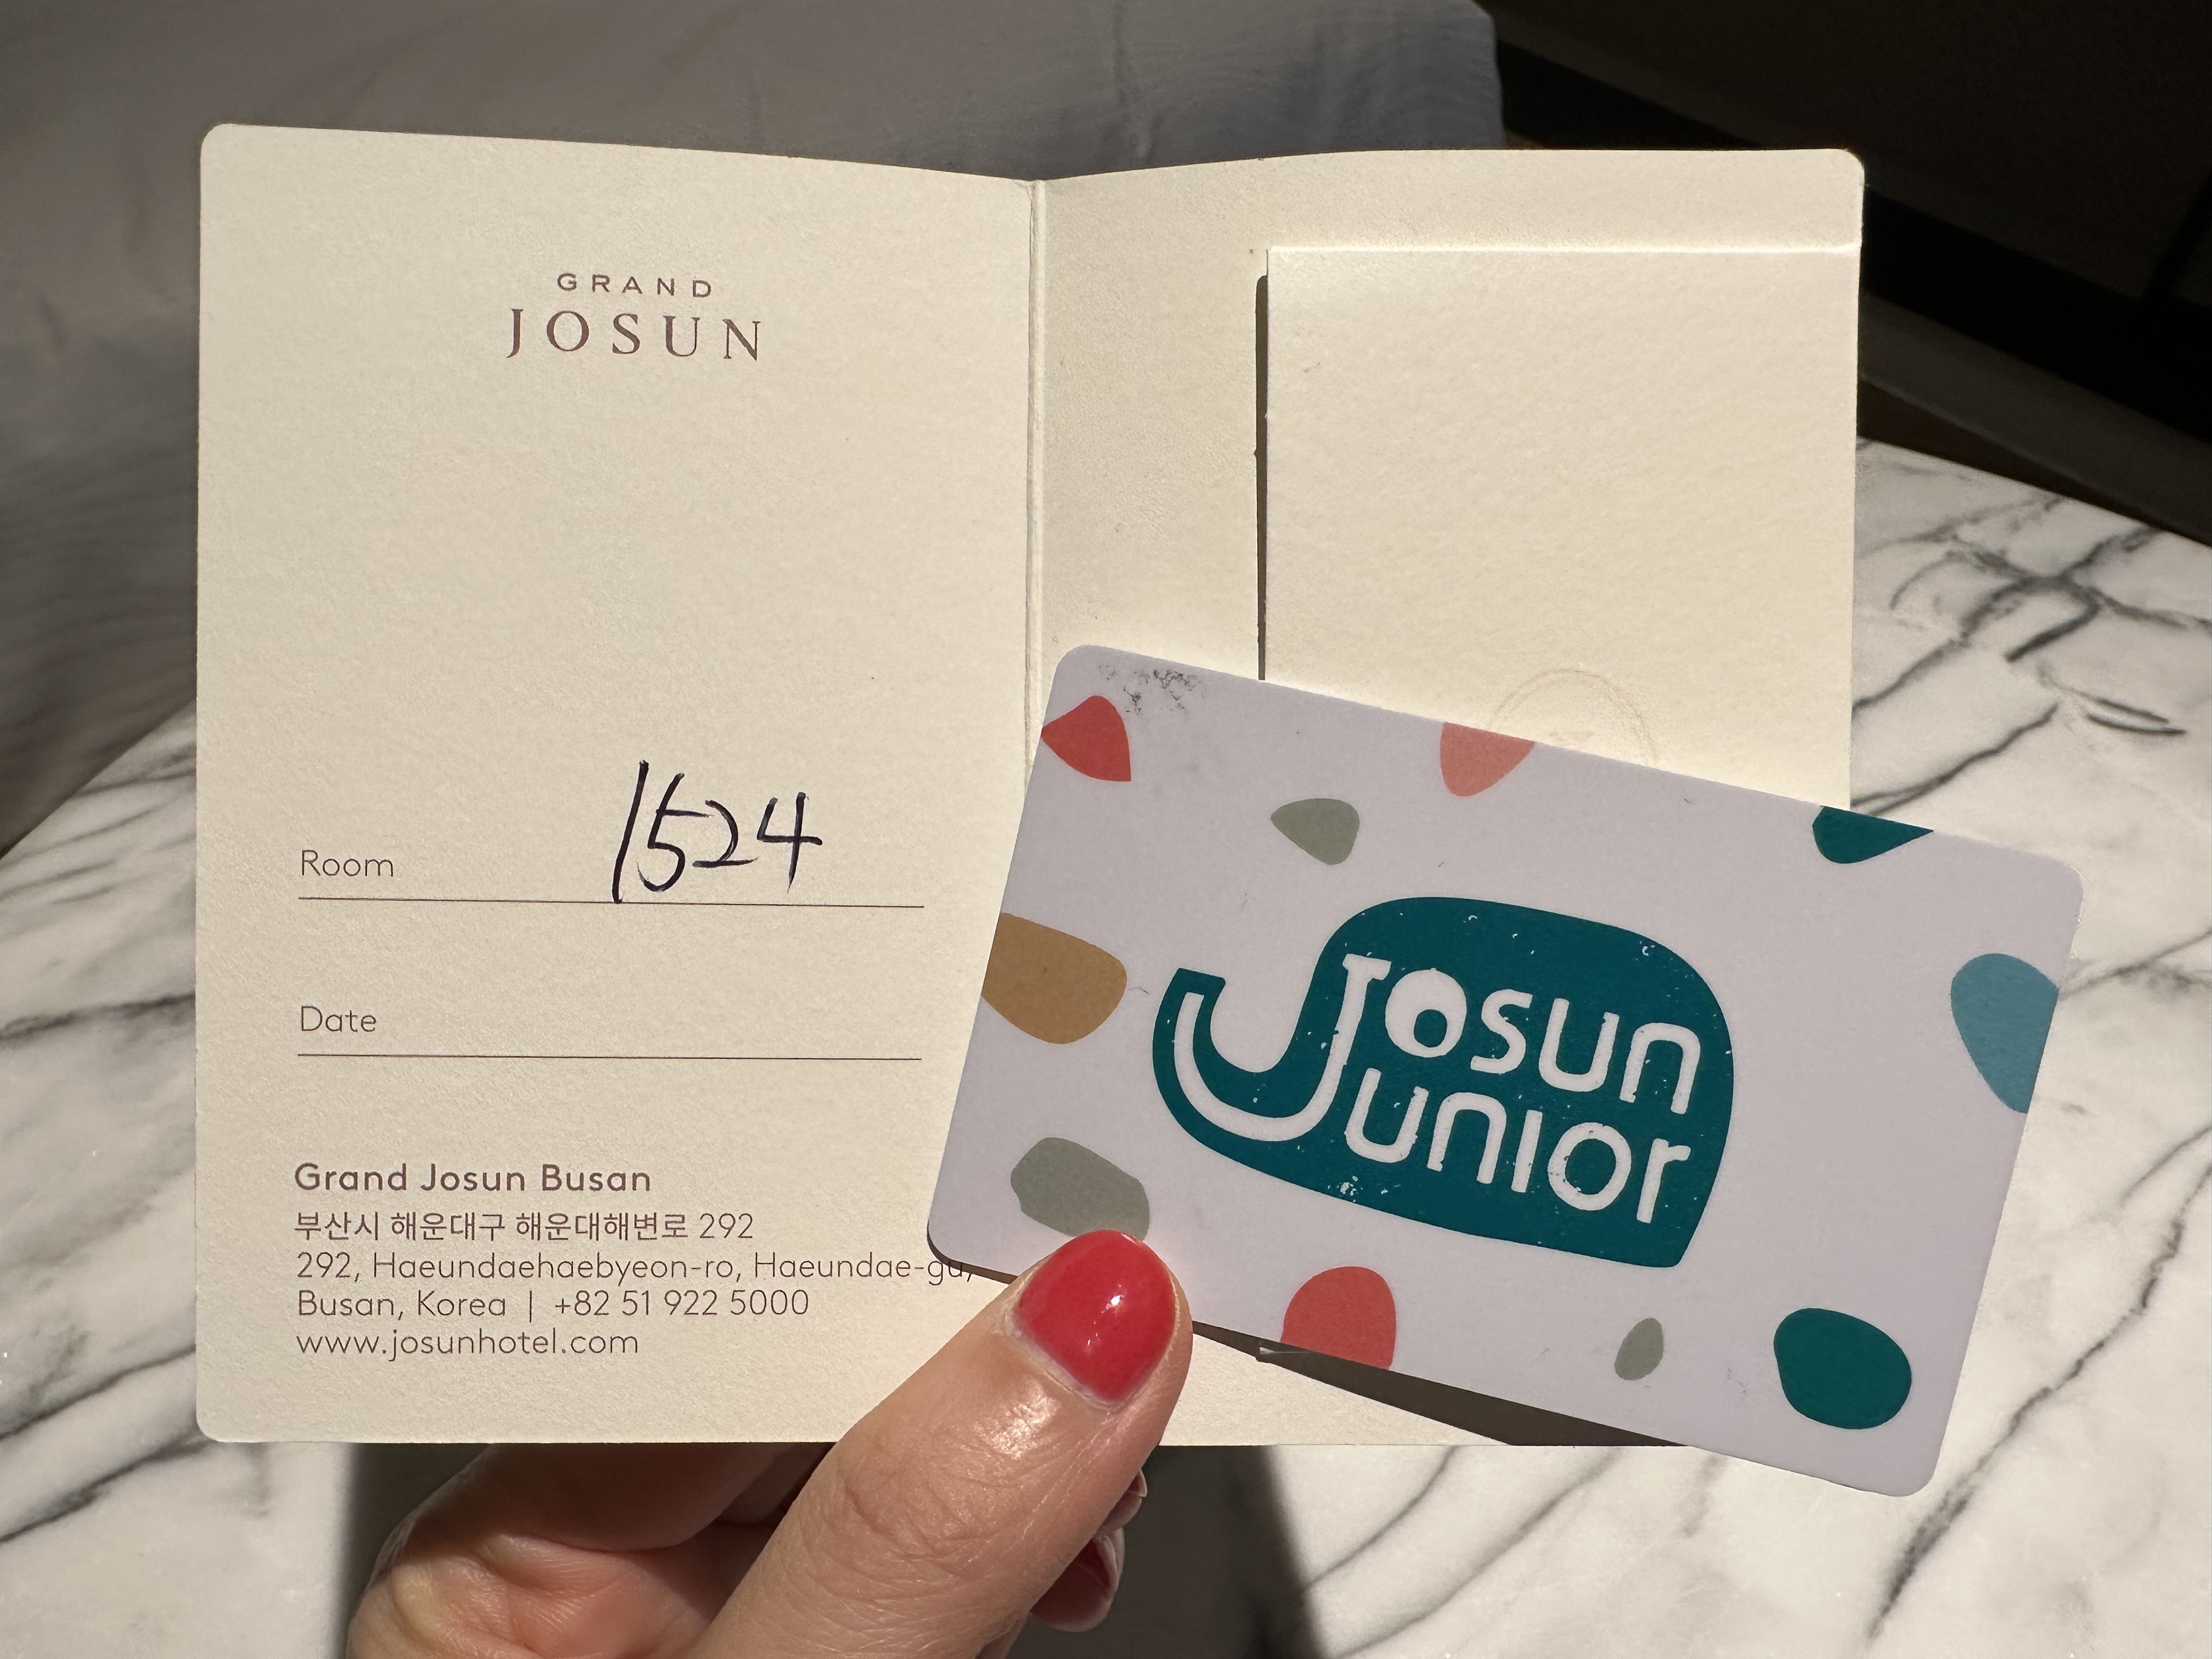 GRAND
JOSUN
Room 1524
Date
Grand Josun Busan
부산시 해운대구 해운대해변로 292
292, Haeundaehaebyeon-ro, Haeundae-gu,
Busan, Korea | +82 51 922 5000
www.josunhotel.com
Josun
Junior